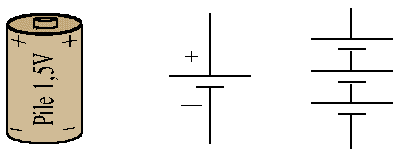 + +
Pile 1,5V
- -
+
-